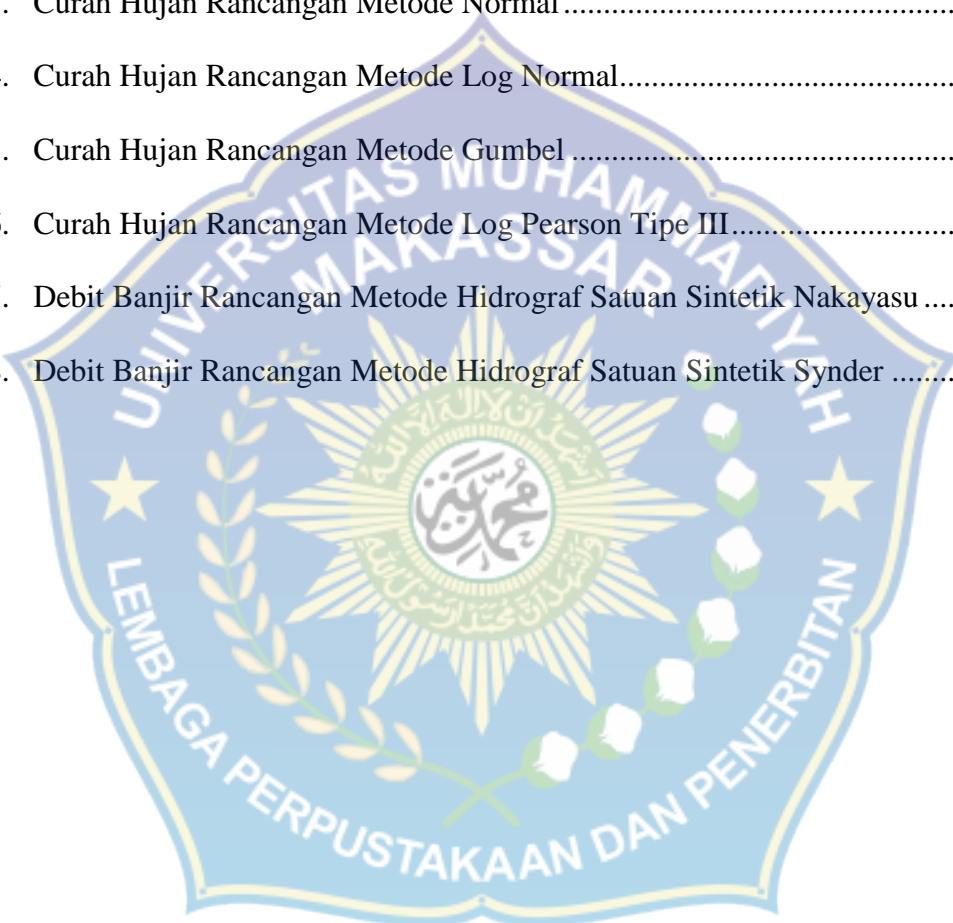 . Curah Hujan Rancangan Metode Normal
. Curah Hujan Rancangan Metode Log Normal
. Curah Hujan Rancangan Metode Gumbel
. Curah Hujan Rancangan Metode Log Pearson Tipe III
. Debit Banjir Rancangan Metode Hidrograf Satuan Sintetik Nakayasu
. Debit Banjir Rancangan Metode Hidrograf Satuan Sintetik Synder
UNIVERSITAS MUHAMMADIYAH
MAKASSAR
LEMBAGA PERPUSTAKAAN DAN PENERBITAN